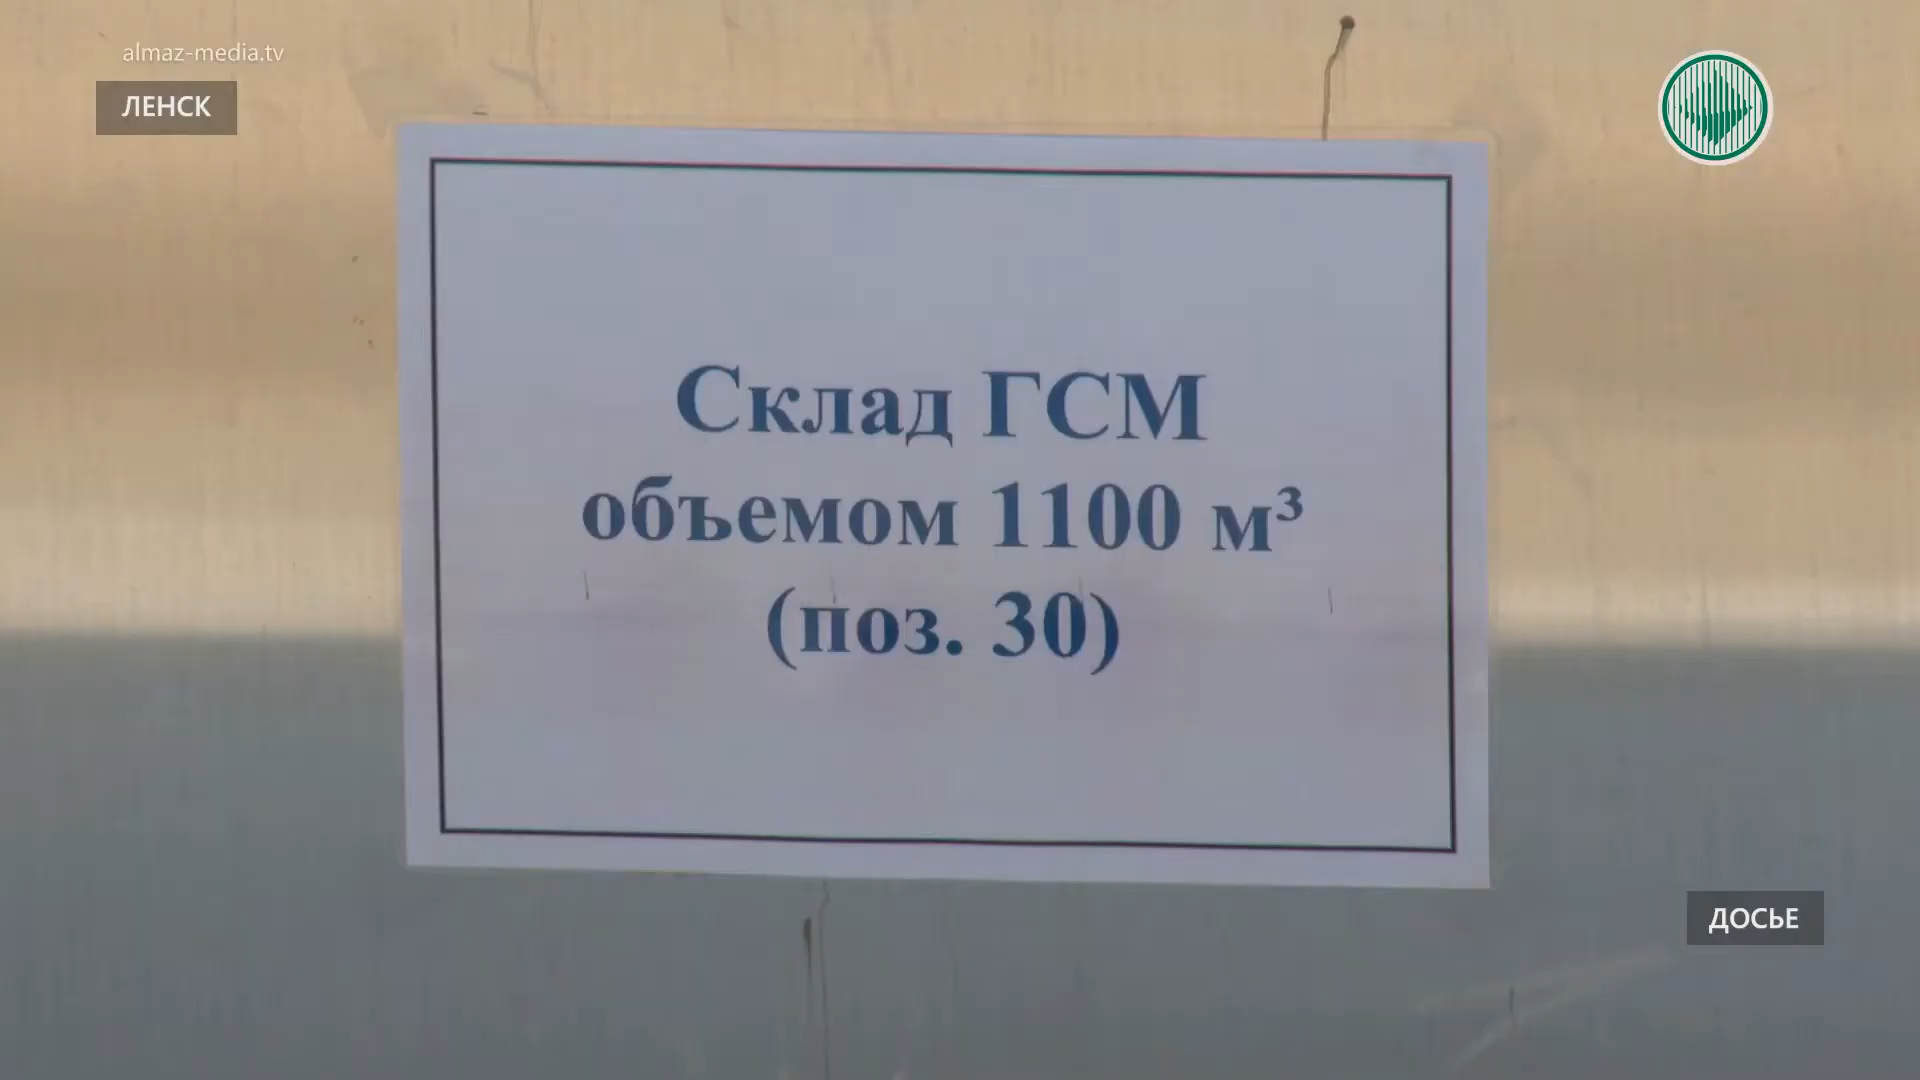 almaz-media.tv
ЛЕНСК
Склад ГСМ
объемом 1100 м³
(поз. 30)
ДОСЬЕ